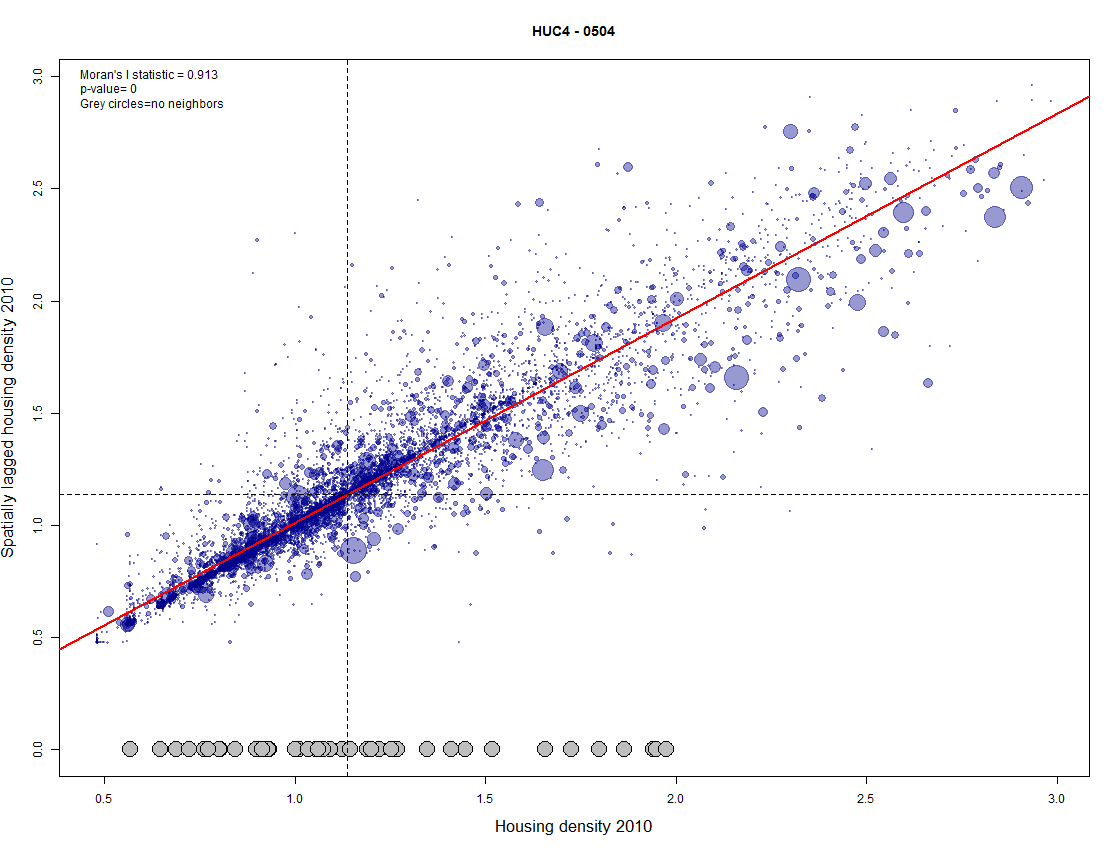 HUC4 - 0504
Moran's I statistic = 0.913
p-value= 0
Grey circles=no neighbors
Spatially lagged housing density 2010
3.0
2.5
2.0
1.5
1.0
0.5
0.0
0.5 1.0 1.5 2.0 2.5 3.0
Housing density 2010